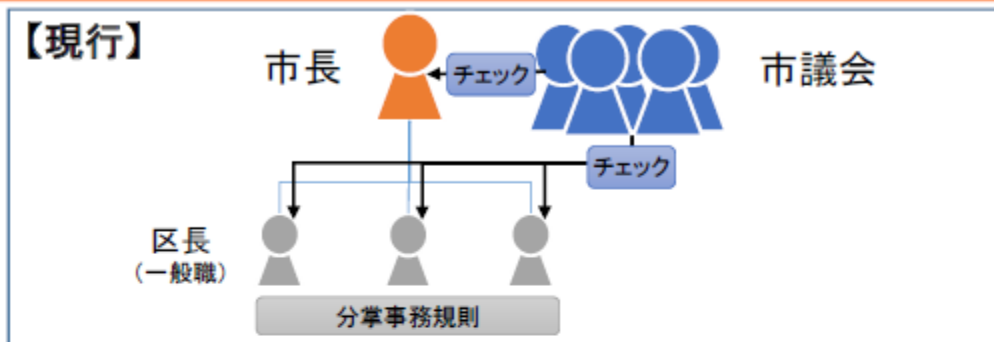 【現行】
市長
チェック
市議会
チェック
区長
（一般職）
分掌事務規則